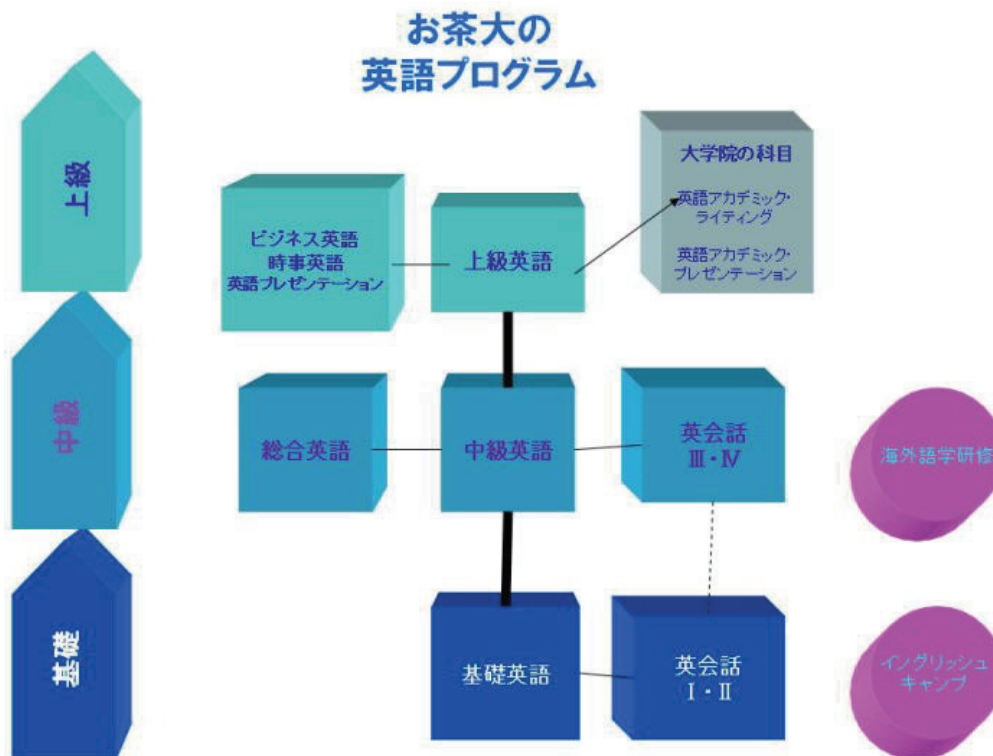 お茶大の
英語プログラム
上級
ビジネス英語
時事英語
英語プレゼンテーション
上級英語
大学院の科目
英語アカデミック・
ライティング
英語アカデミック・
プレゼンテーション
中級
総合英語
中級英語
英会話
Ⅲ・Ⅳ
海外語学研修
基礎
基礎英語
英会話
Ⅰ・Ⅱ
イングリッシュ
キャンプ